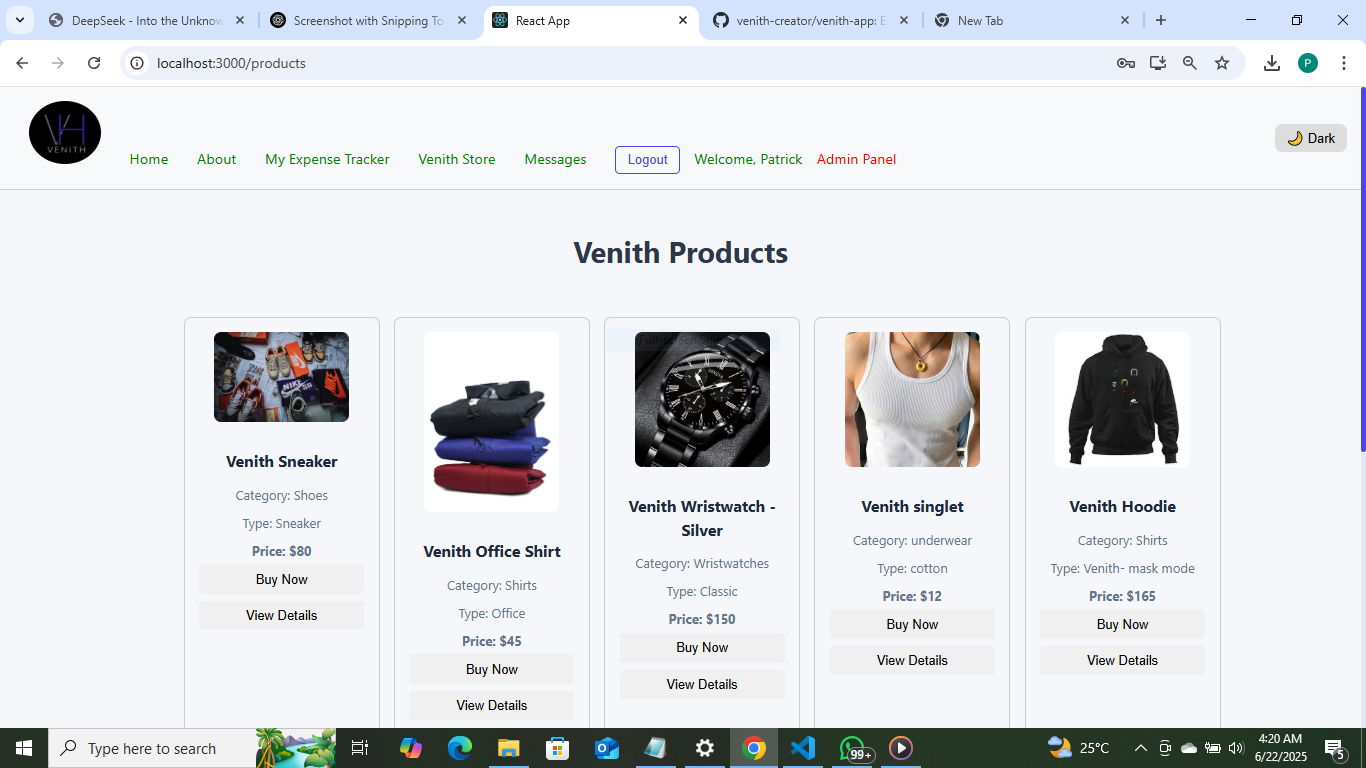 DeepSeek - Into the Unknow
Screenshot with Snipping To
React App
venith-creator/venith-app: E
New Tab
localhost:3000/products
P
VH
VENITH
Home
About
My Expense Tracker
Venith Store
Messages
Logout
Welcome, Patrick
Admin Panel
🌙 Dark
Venith Products
NIKE
Venith Sneaker
Category: Shoes
Type: Sneaker
Price: $80
Buy Now
View Details
Venith Office Shirt
Category: Shirts
Type: Office
Price: $45
Buy Now
View Details
Venith Wristwatch -
Silver
Category: Wristwatches
Type: Classic
Price: $150
Buy Now
View Details
Venith singlet
Category: underwear
Type: cotton
Price: $12
Buy Now
View Details
Venith Hoodie
Category: Shirts
Type: Venith- mask mode
Price: $165
Buy Now
View Details
Type here to search
99+
25°C
4:20 AM
6/22/2025
5